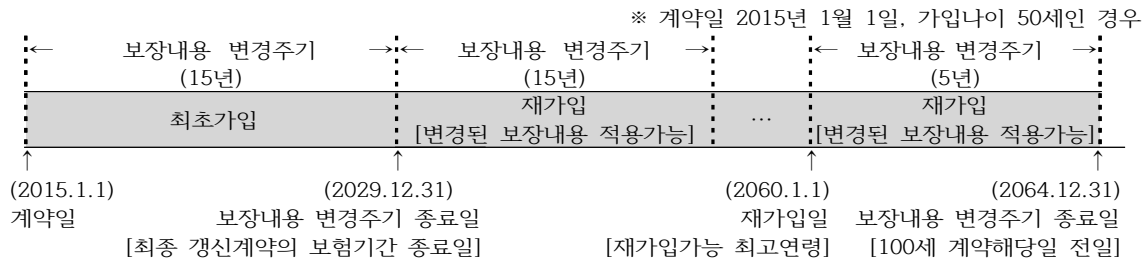 ※ 계약일 2015년 1월 1일, 가입나이 50세인 경우
← 보장내용 변경주기 → ← 보장내용 변경주기 → ← 보장내용 변경주기 →
(15년) (15년) (5년)
최초가입 재가입 … 재가입
[변경된 보장내용 적용가능] [변경된 보장내용 적용가능]
↑ ↑ ↑ ↑
(2015.1.1) (2029.12.31) (2060.1.1) (2064.12.31)
계약일 보장내용 변경주기 종료일 재가입일 보장내용 변경주기 종료일
[최종 갱신계약의 보험기간 종료일] [재가입가능 최고연령] [100세 계약해당일 전일]